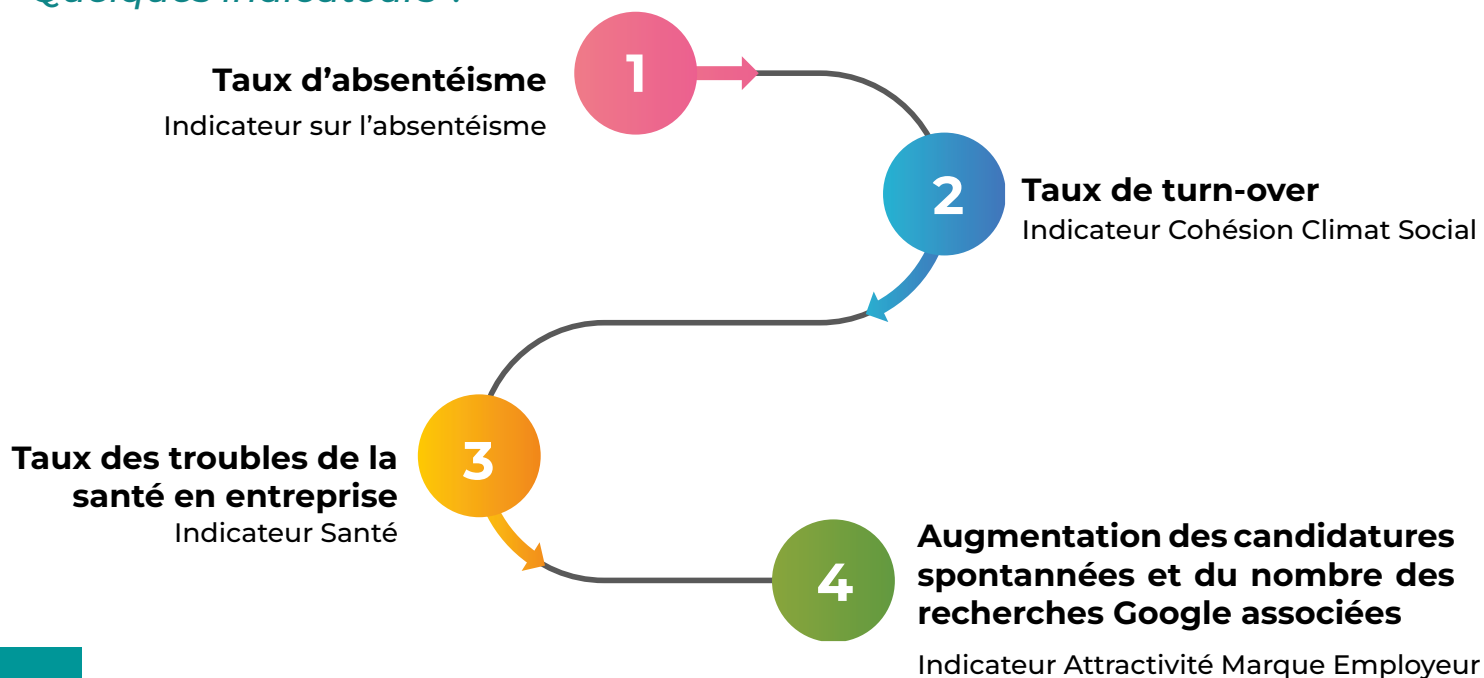 Quelques indicateurs :
1
Taux d'absentéisme
Indicateur sur l'absentéisme
2
Taux de turn-over
Indicateur Cohésion Climat Social
3
Taux des troubles de la
santé en entreprise
Indicateur Santé
4
Augmentation des candidatures
spontannées et du nombre des
recherches Google associées
Indicateur Attractivité Marque Employeur